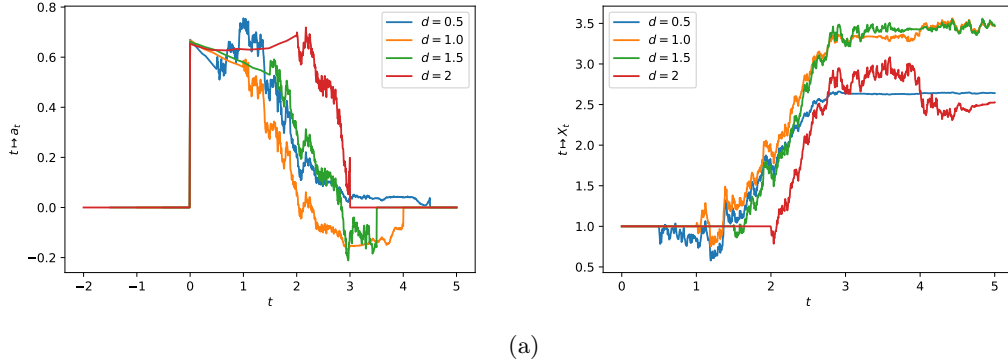 0.8
0.6
0.4
0.2
0.0
−0.2
t ↦ a_t
−2 −1 0 1 2 3 4 5
t
d = 0.5
d = 1.0
d = 1.5
d = 2
3.5
3.0
2.5
2.0
1.5
1.0
0.5
t ↦ X_t
0 1 2 3 4 5
t
d = 0.5
d = 1.0
d = 1.5
d = 2
(a)